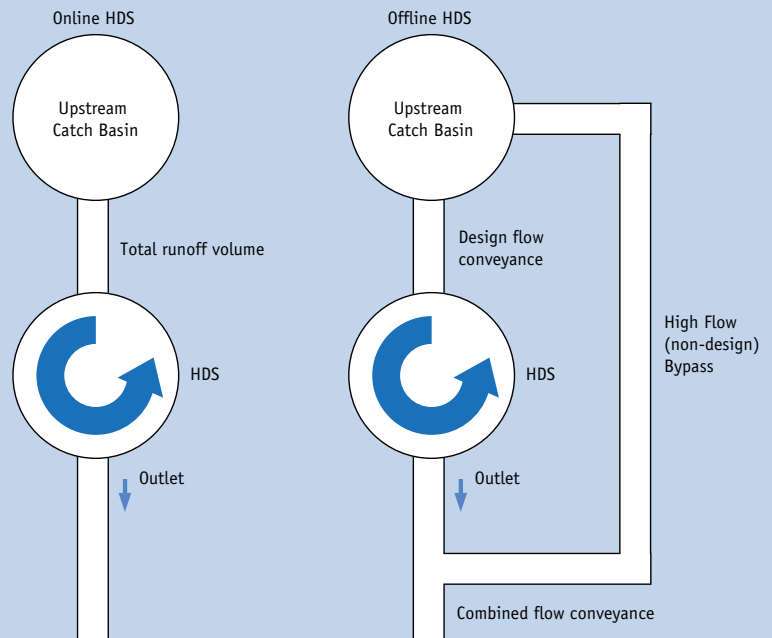 Online HDS
Upstream
Catch Basin
Total runoff volume
HDS
Outlet
Offline HDS
Upstream
Catch Basin
Design flow
conveyance
High Flow
(non-design)
Bypass
HDS
Outlet
Combined flow conveyance